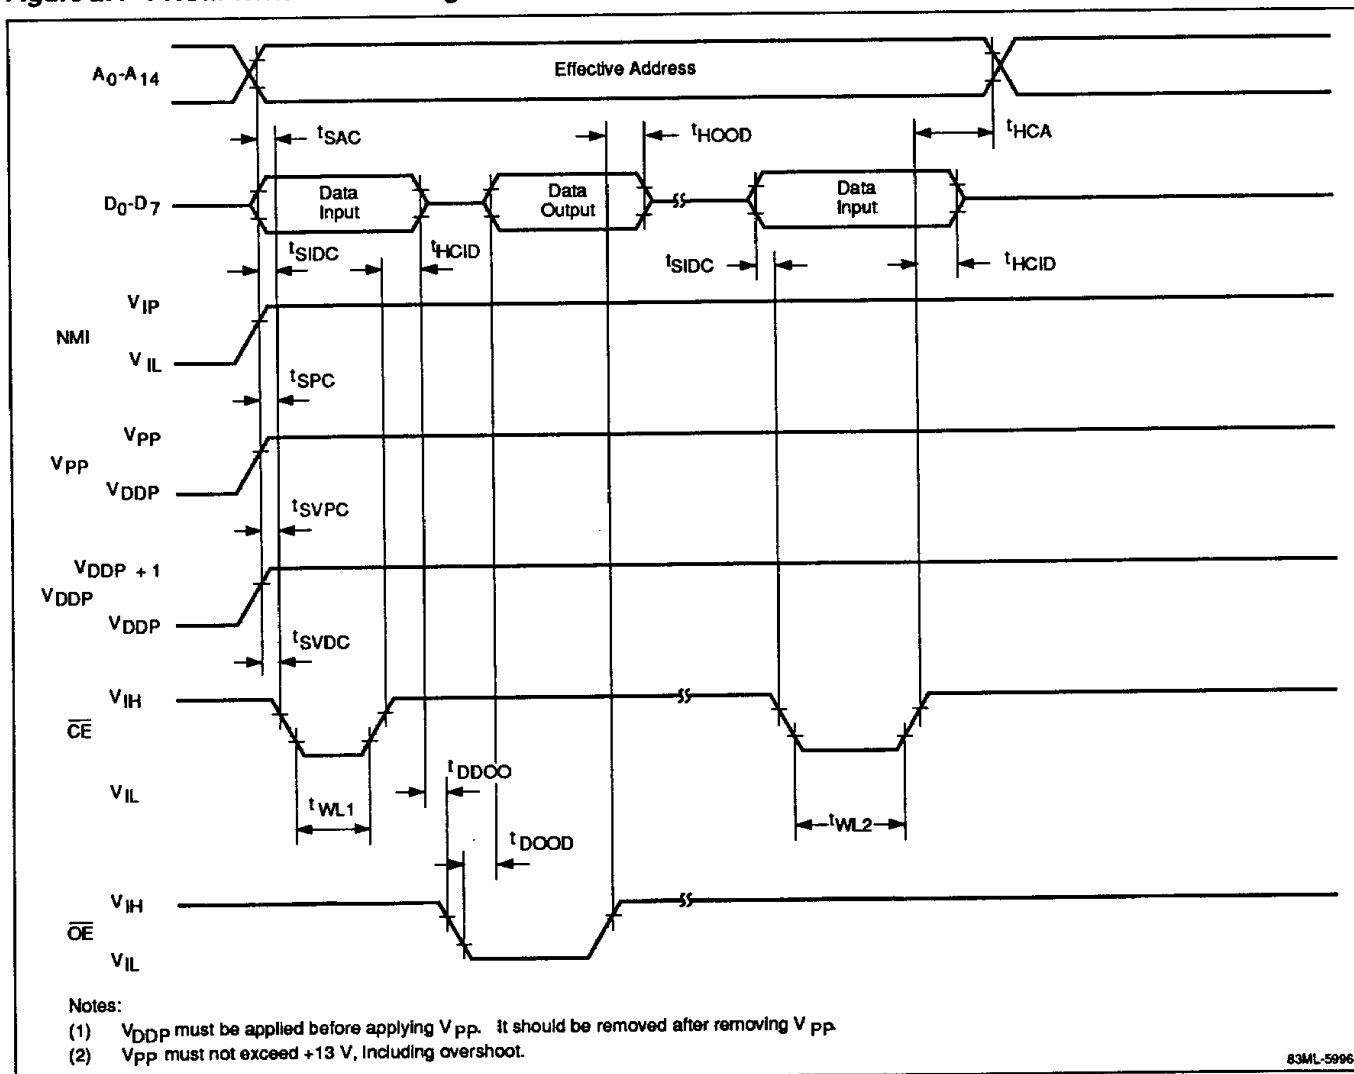 A0-A14
Effective Address
tSAC
tHOOD
tHCA
D0-D7
Data Input
Data Output
Data Input
tSIDC
tHCID
tSIDC
tHCID
VIP
NMI
VIL
tSPC
VPP
VPP
VDDP
tSVPC
VDDP + 1
VDDP
VDDP
tSVDC
VIH
CE
VIL
tDDOO
tWL1
tWL2
tDOOD
VIH
OE
VIL
Notes:
(1) VDDP must be applied before applying VPP. It should be removed after removing VPP.
(2) VPP must not exceed +13 V, including overshoot.
83ML-5996